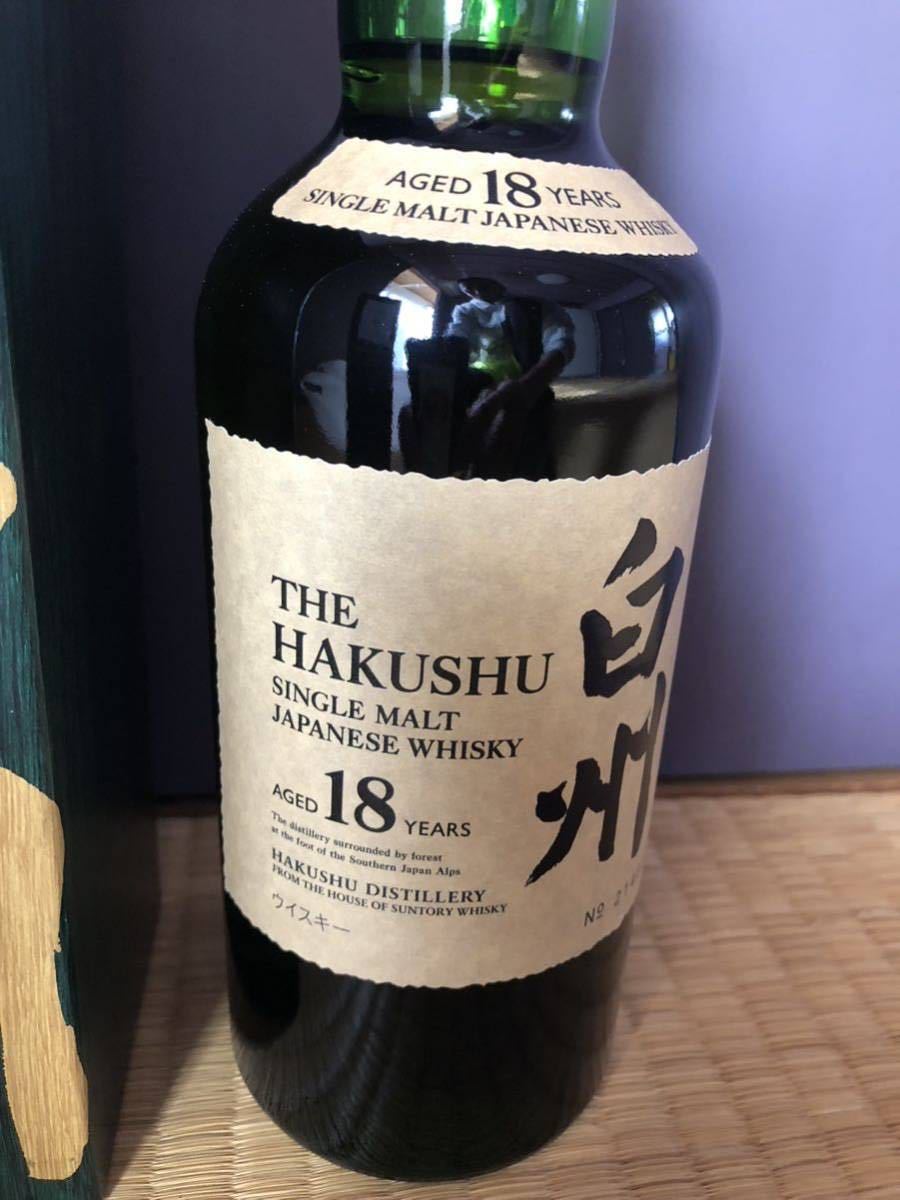 AGED 18 YEARS
SINGLE MALT JAPANESE WHISKY
THE
HAKUSHU
SINGLE MALT
JAPANESE WHISKY
AGED 18 YEARS
The distillery surrounded by forest
at the foot of the Southern Japan Alps
HAKUSHU DISTILLERY
FROM THE HOUSE OF SUNTORY WHISKY
ウイスキー
白州
Nº